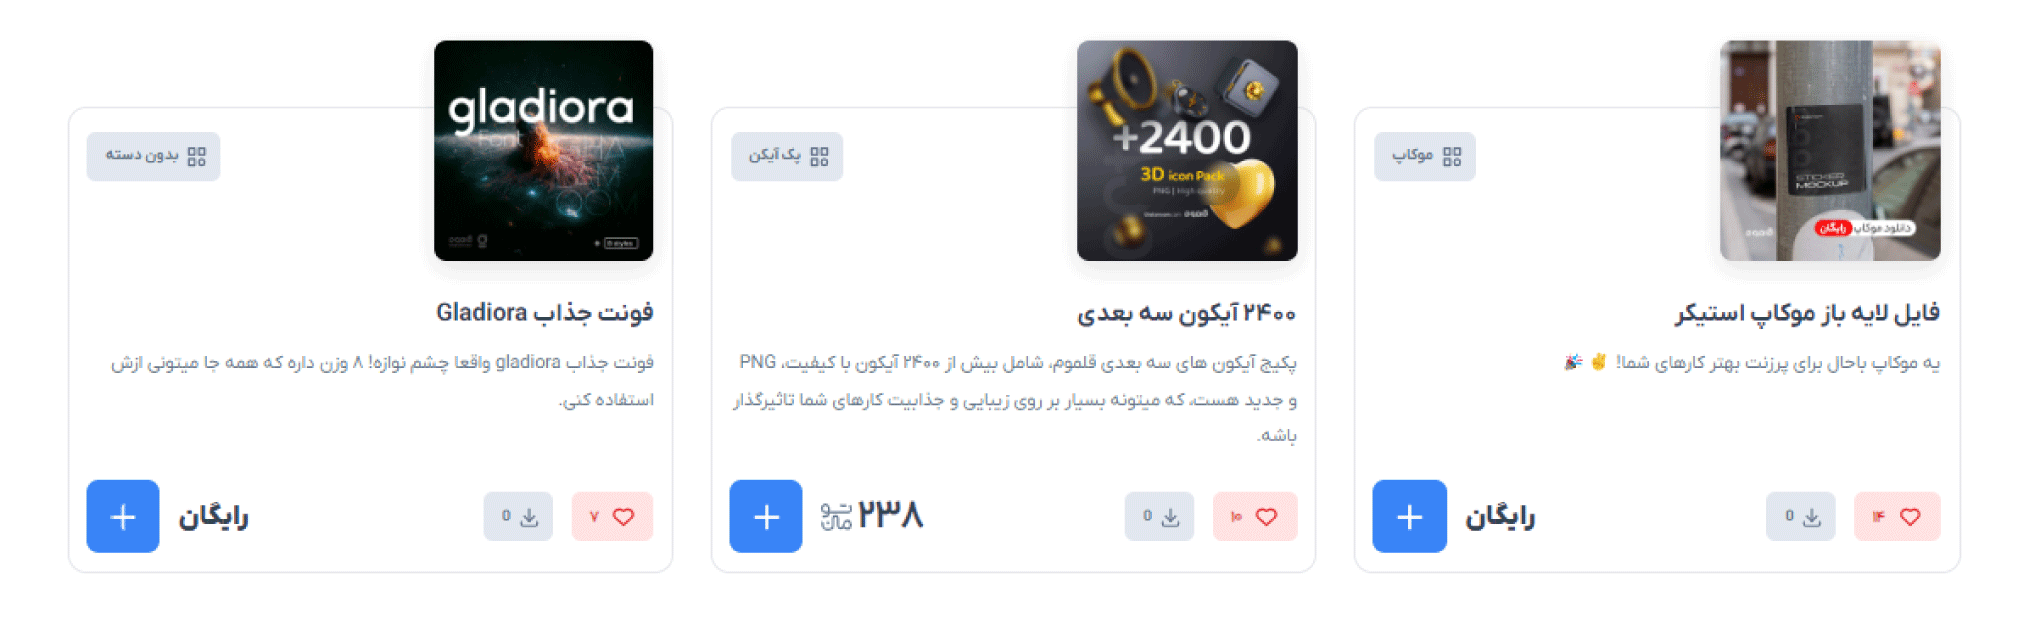 موکاپ
STICKER
MOCKUP
دانلود موکاپ رایگان
فایل لایه باز موکاپ استیکر
یه موکاپ باحال برای پرزنت بهتر کارهای شما! ✌️ 🎉
۱۴
0
رایگان
پک آیکن
+2400
3D icon Pack
PNG | High quality
۲۴۰۰ آیکون سه بعدی
پکیج آیکون های سه بعدی قلموم، شامل بیش از ۲۴۰۰ آیکون با کیفیت، PNG
و جدید هست، که میتونه بسیار بر روی زیبایی و جذابیت کارهای شما تاثیرگذار
باشه.
۱۰
0
۲۳۸ تومان
بدون دسته
gladiora
Font
8 styles
فونت جذاب Gladiora
فونت جذاب gladiora واقعا چشم نوازه! ۸ وزن داره که همه جا میتونی ازش
استفاده کنی.
۷
0
رایگان